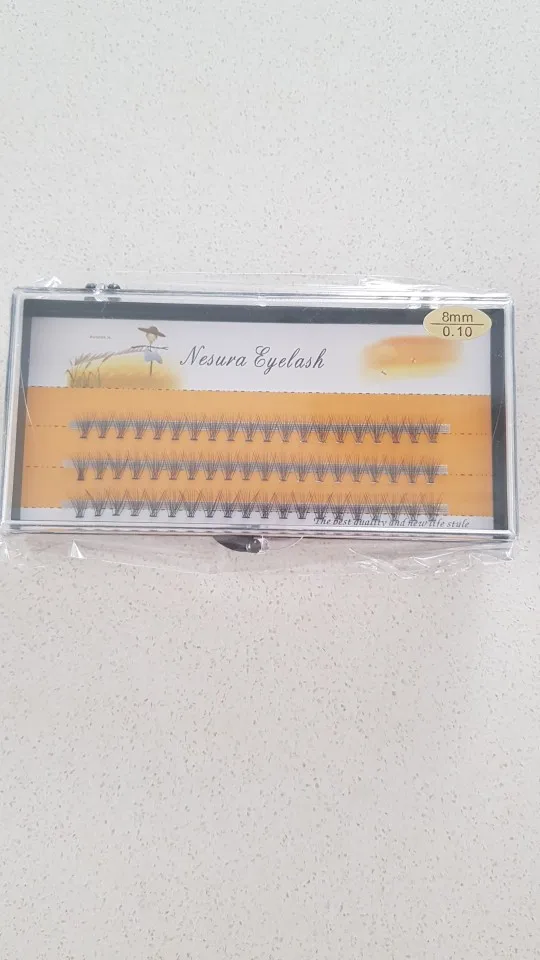 8mm
0.10
Nesura Eyelash
The best quality and new life style